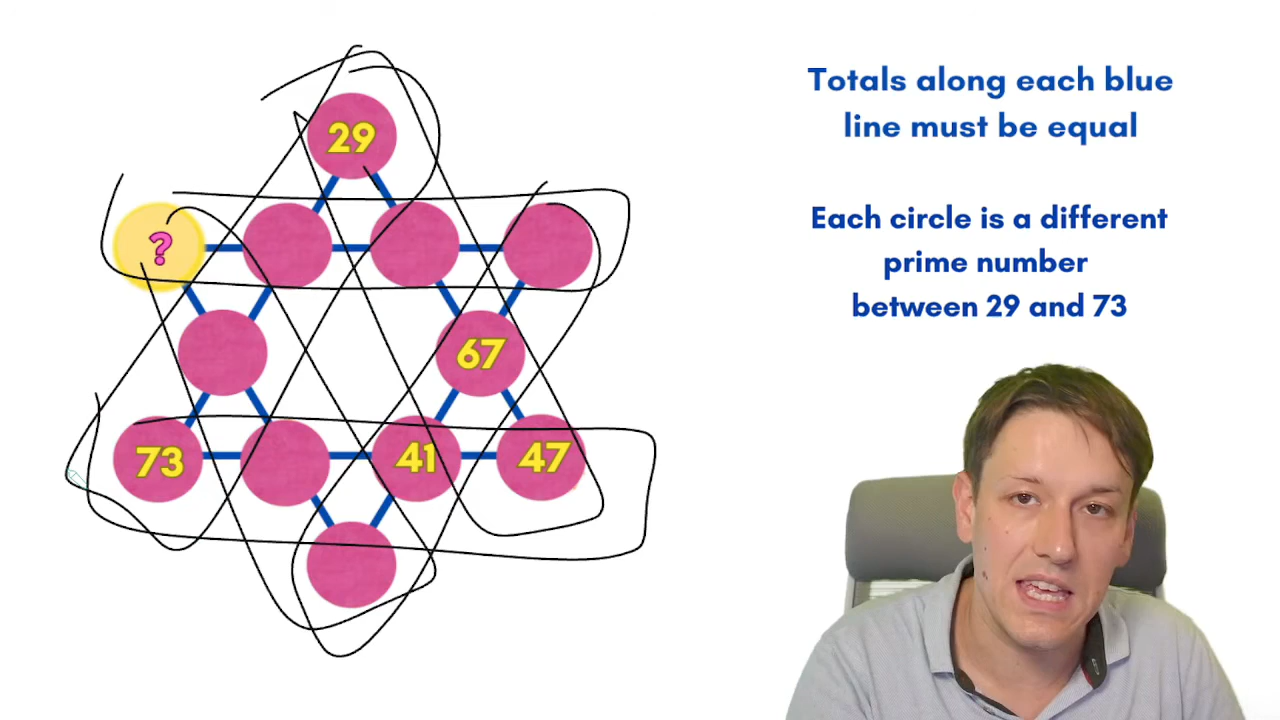 Totals along each blue
line must be equal
Each circle is a different
prime number
between 29 and 73
29
?
67
73
41
47